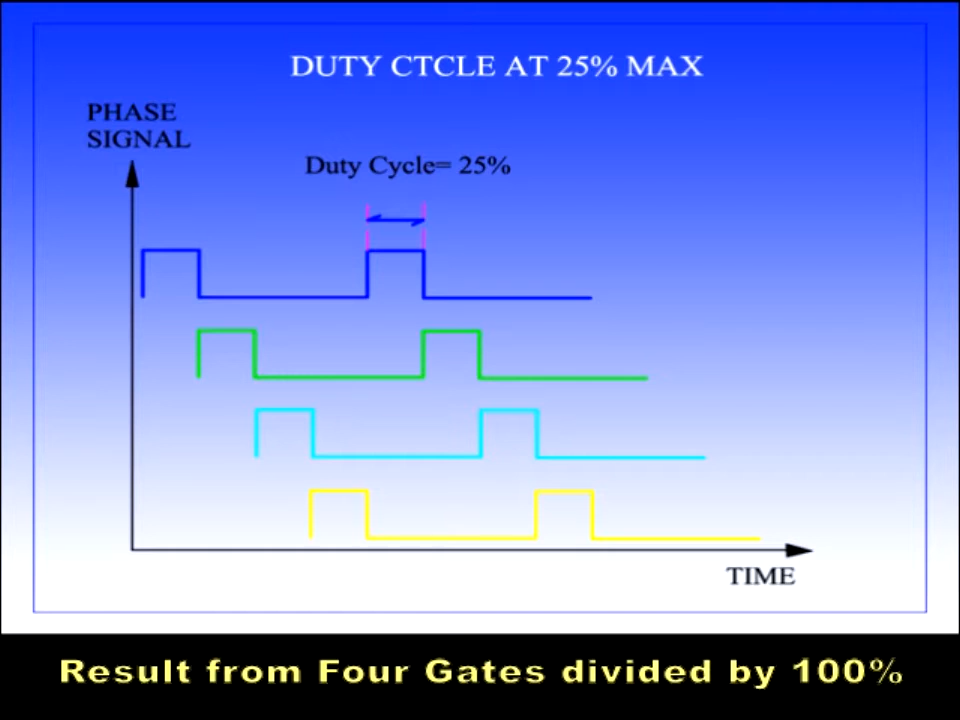 DUTY CTCLE AT 25% MAX
PHASE
SIGNAL
Duty Cycle= 25%
TIME
Result from Four Gates divided by 100%